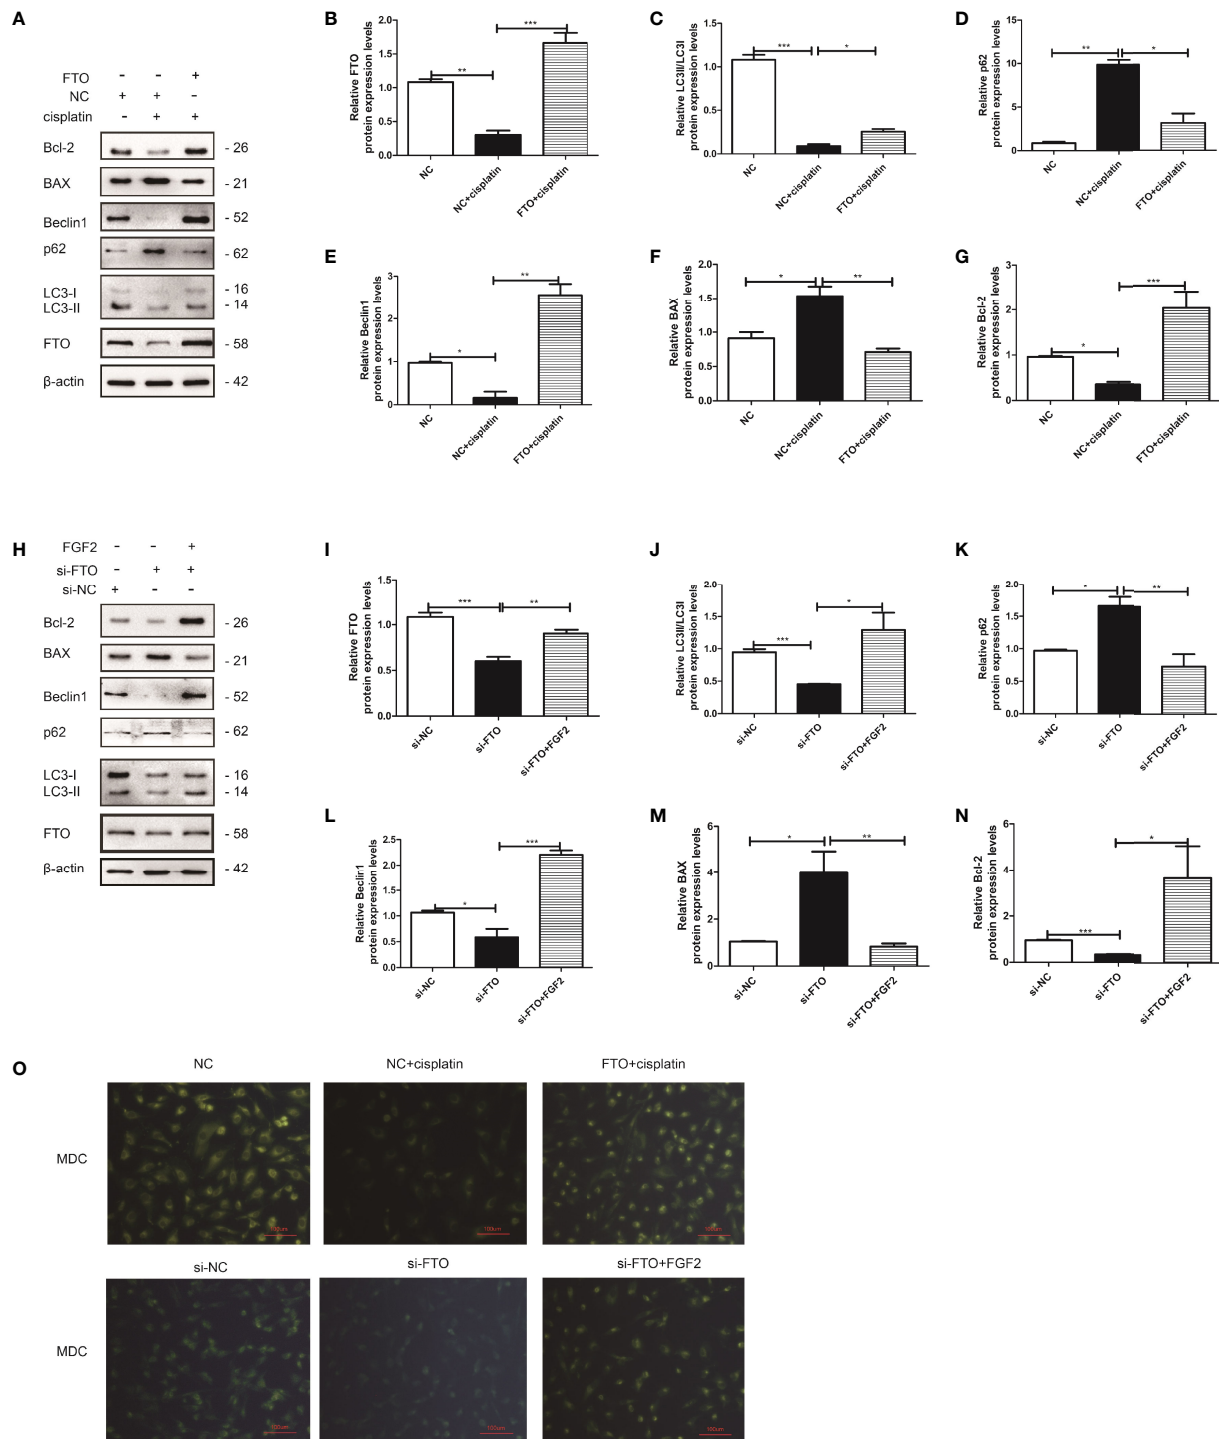 A
FTO - - +
NC + + -
cisplatin - + +
Bcl-2 - 26
BAX - 21
Beclin1 - 52
p62 - 62
LC3-I - 16
LC3-II - 14
FTO - 58
β-actin - 42
B
Relative FTO
protein expression levels
2.0
1.5
1.0
0.5
0.0
**
***
NC
NC+cisplatin
FTO+cisplatin
C
Relative LC3II/LC3I
protein expression levels
1.5
1.0
0.5
0.0
***
*
NC
NC+cisplatin
FTO+cisplatin
D
Relative p62
protein expression levels
15
10
5
0
**
*
NC
NC+cisplatin
FTO+cisplatin
E
Relative Beclin1
protein expression levels
3
2
1
0
*
**
NC
NC+cisplatin
FTO+cisplatin
F
Relative BAX
protein expression levels
2.0
1.5
1.0
0.5
0.0
*
**
NC
NC+cisplatin
FTO+cisplatin
G
Relative Bcl-2
protein expression levels
3
2
1
0
*
***
NC
NC+cisplatin
FTO+cisplatin
H
FGF2 - - +
si-FTO - + +
si-NC + - -
Bcl-2 - 26
BAX - 21
Beclin1 - 52
p62 - 62
LC3-I - 16
LC3-II - 14
FTO - 58
β-actin - 42
I
Relative FTO
protein expression levels
1.5
1.0
0.5
0.0
***
**
si-NC
si-FTO
si-FTO+FGF2
J
Relative LC3II/LC3I
protein expression levels
2.0
1.5
1.0
0.5
0.0
***
*
si-NC
si-FTO
si-FTO+FGF2
K
Relative p62
protein expression levels
2.0
1.5
1.0
0.5
0.0
*
**
si-NC
si-FTO
si-FTO+FGF2
L
Relative Beclin1
protein expression levels
2.5
2.0
1.5
1.0
0.5
0.0
*
***
si-NC
si-FTO
si-FTO+FGF2
M
Relative BAX
protein expression levels
6
4
2
0
*
**
si-NC
si-FTO
si-FTO+FGF2
N
Relative Bcl-2
protein expression levels
6
4
2
0
***
*
si-NC
si-FTO
si-FTO+FGF2
O
NC NC+cisplatin FTO+cisplatin
MDC
100um 100um 100um
si-NC si-FTO si-FTO+FGF2
MDC
100um 100um 100um